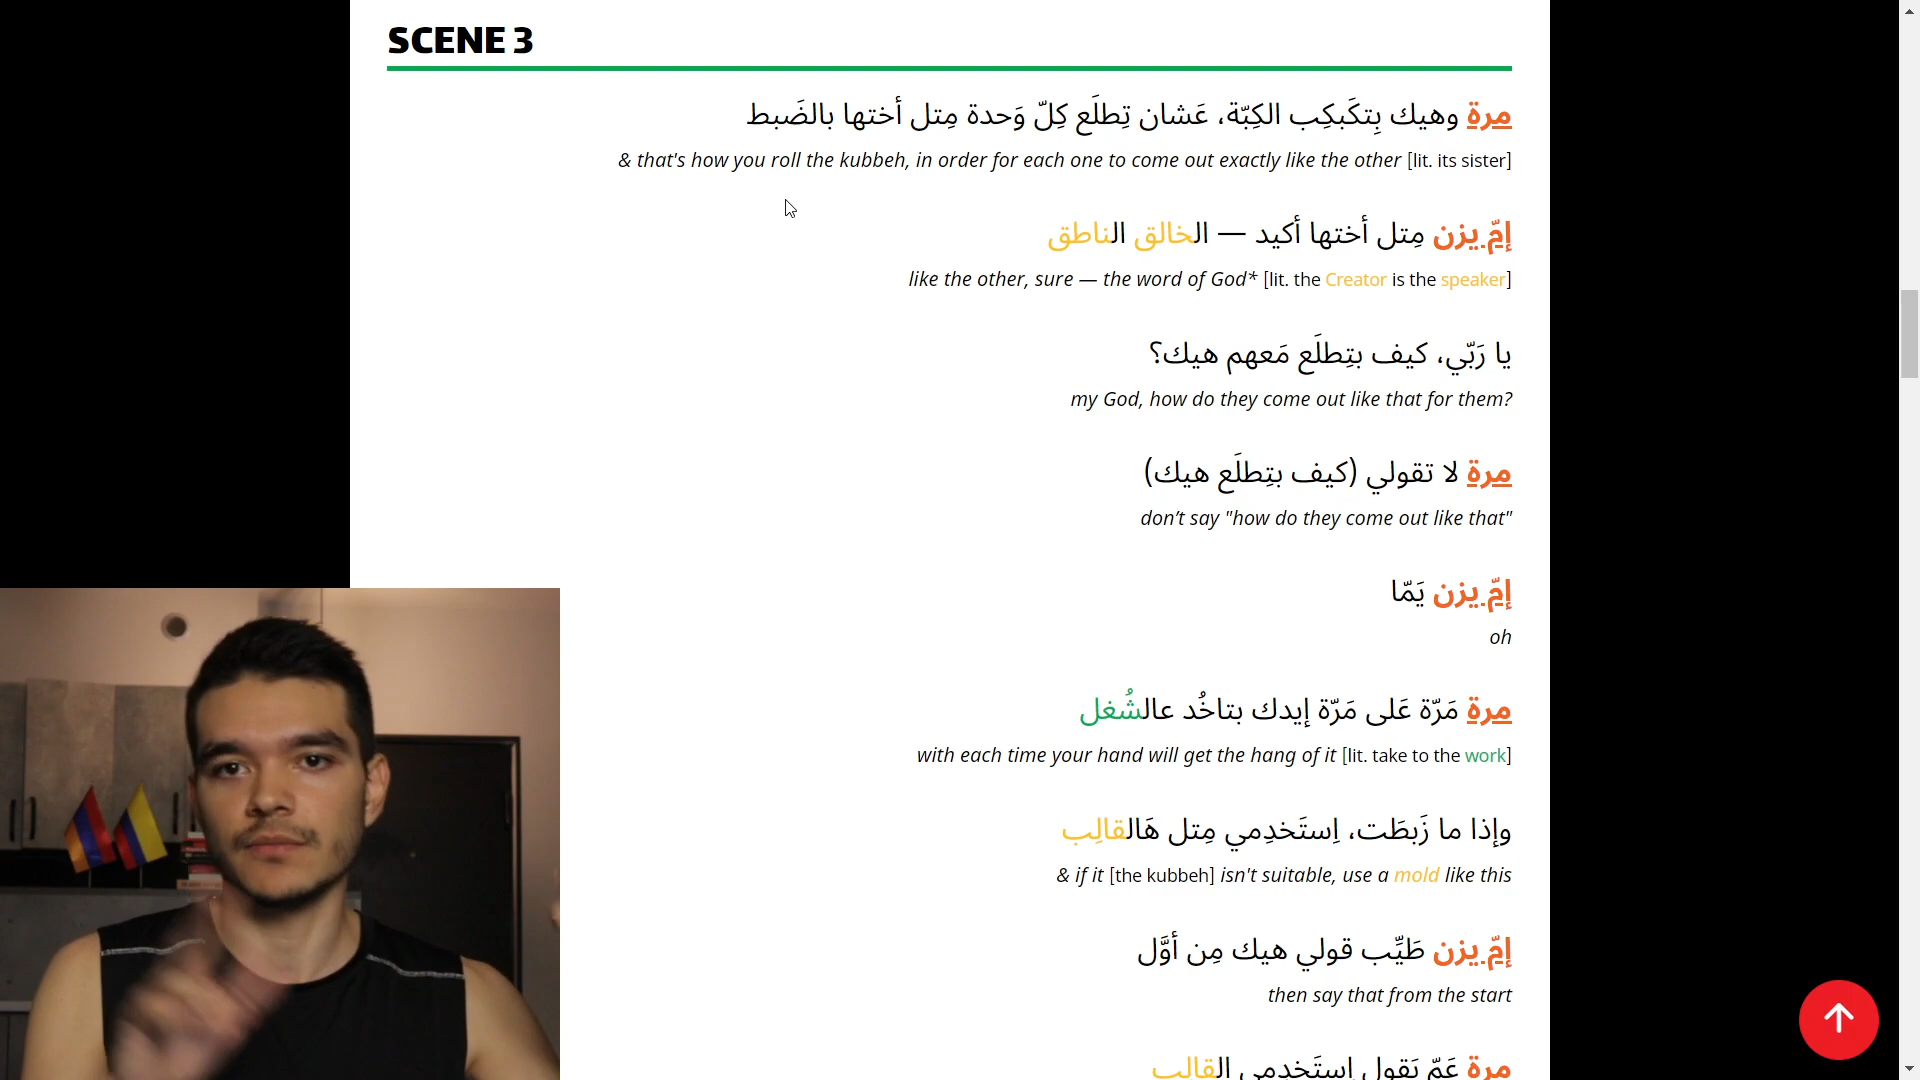 SCENE 3
مرة وهيك بِتكَبكِب الكِبّة، عَشان تِطلَع كِلّ وَحدة مِتل أختها بالضَبط
& that's how you roll the kubbeh, in order for each one to come out exactly like the other [lit. its sister]
إمّ يزن مِتل أختها أكيد — الخالق الناطق
like the other, sure — the word of God* [lit. the Creator is the speaker]
يا رَبّي، كيف بتِطلَع مَعهم هيك؟
my God, how do they come out like that for them?
مرة لا تقولي (كيف بتِطلَع هيك)
don’t say "how do they come out like that"
إمّ يزن يَمّا
oh
مرة مَرّة عَلى مَرّة إيدك بتاخُد عالشُغل
with each time your hand will get the hang of it [lit. take to the work]
وإذا ما زَبطَت، اِستَخدِمي مِتل هَالقالِب
& if it [the kubbeh] isn't suitable, use a mold like this
إمّ يزن طَيِّب قولي هيك مِن أوَّل
then say that from the start
مرة عَمّ بَقول اِستَخدِمي القالب